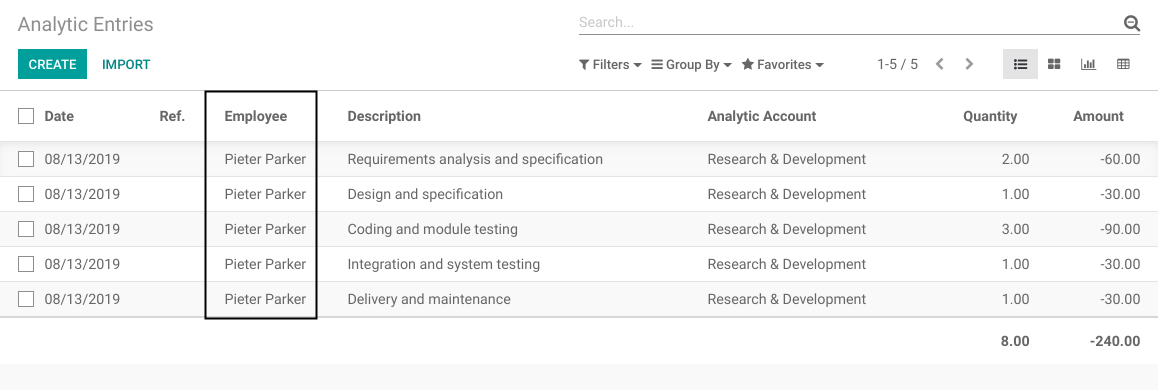 Analytic Entries
Search...
CREATE IMPORT Filters Group By Favorites 1-5 / 5
Date Ref. Employee Description Analytic Account Quantity Amount
08/13/2019 Pieter Parker Requirements analysis and specification Research & Development 2.00 -60.00
08/13/2019 Pieter Parker Design and specification Research & Development 1.00 -30.00
08/13/2019 Pieter Parker Coding and module testing Research & Development 3.00 -90.00
08/13/2019 Pieter Parker Integration and system testing Research & Development 1.00 -30.00
08/13/2019 Pieter Parker Delivery and maintenance Research & Development 1.00 -30.00
8.00 -240.00